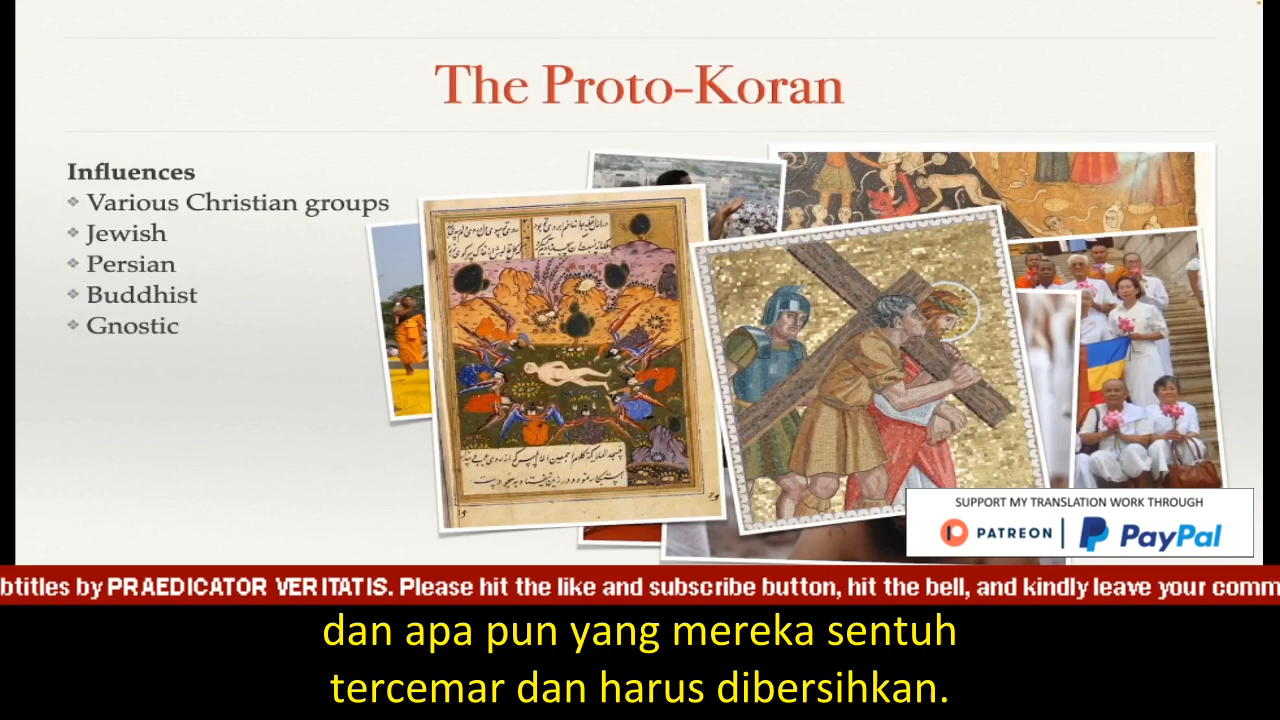 The Proto-Koran
Influences
Various Christian groups
Jewish
Persian
Buddhist
Gnostic
SUPPORT MY TRANSLATION WORK THROUGH
PATREON | PayPal
btitles by PRAEDICATOR VERITATIS. Please hit the like and subscribe button, hit the bell, and kindly leave your comm
dan apa pun yang mereka sentuh
tercemar dan harus dibersihkan.